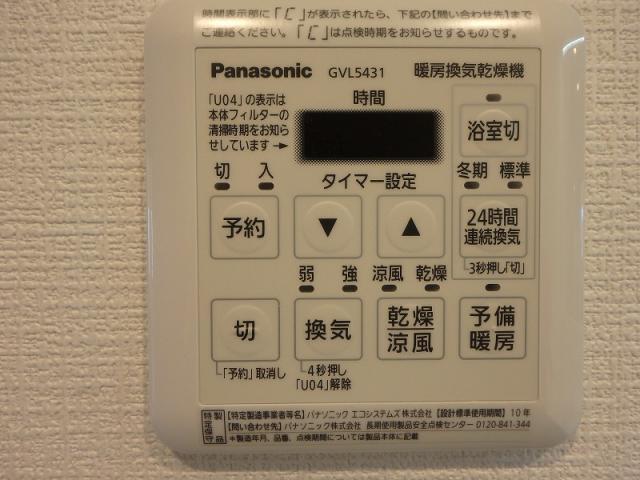 時間表示部に「[」が表示されたら、下記の【問い合わせ先】まで
ご連絡ください。「[」は点検時期をお知らせするものです。
Panasonic GVL5431 暖房換気乾燥機
「U04」の表示は
本体フィルターの
清掃時期をお知ら
せしています→
時間
浴室切
切 入
タイマー設定
冬期 標準
予約
▼
▲
24時間
連続換気
3秒押し「切」
弱 強 涼風 乾燥
切
換気
乾燥
涼風
予備
暖房
「予約」取消し
4秒押し
「U04」解除
特定保守製品
【特定製造事業者等名】パナソニック エコシステムズ株式会社【設計標準使用期間】10年
【問い合わせ先】パナソニック株式会社 長期使用製品安全点検センター 0120-841-344
*製造年月、品番、点検期間については製品本体に記載